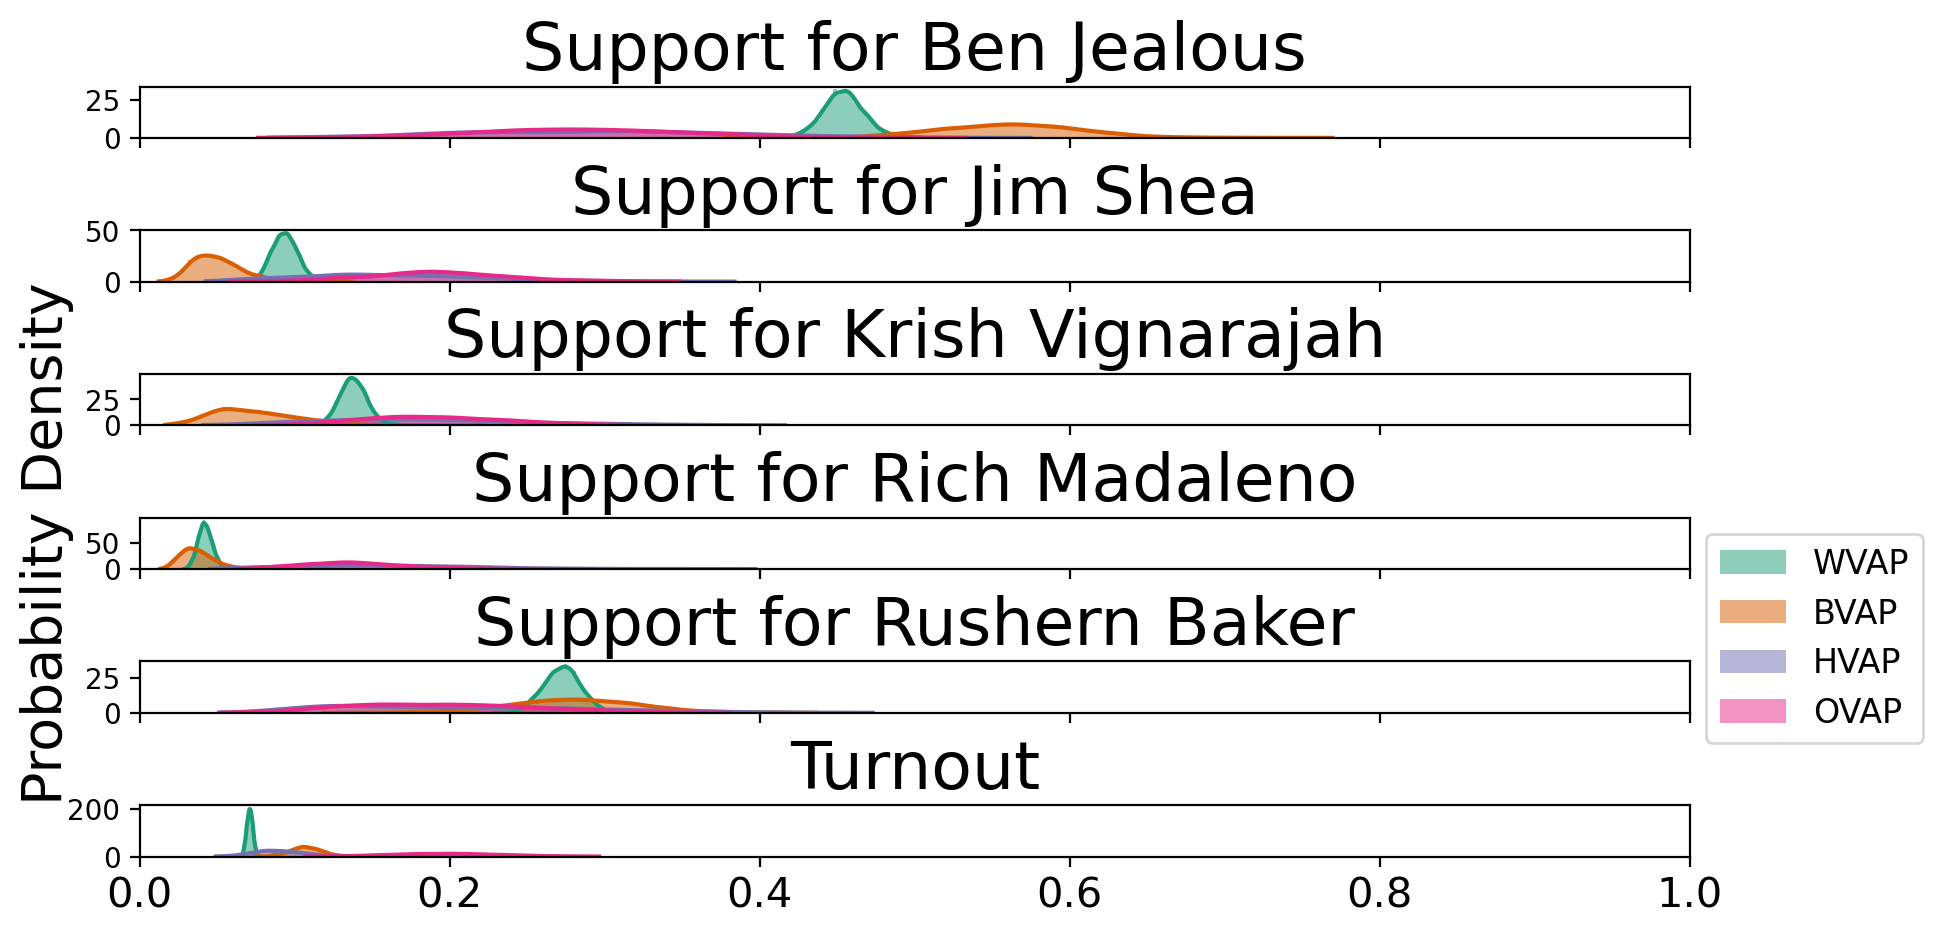 Support for Ben Jealous
25
0
Support for Jim Shea
50
0
Support for Krish Vignarajah
25
0
Support for Rich Madaleno
50
0
Support for Rushern Baker
25
0
Turnout
200
0
0.0 0.2 0.4 0.6 0.8 1.0
Probability Density
WVAP
BVAP
HVAP
OVAP